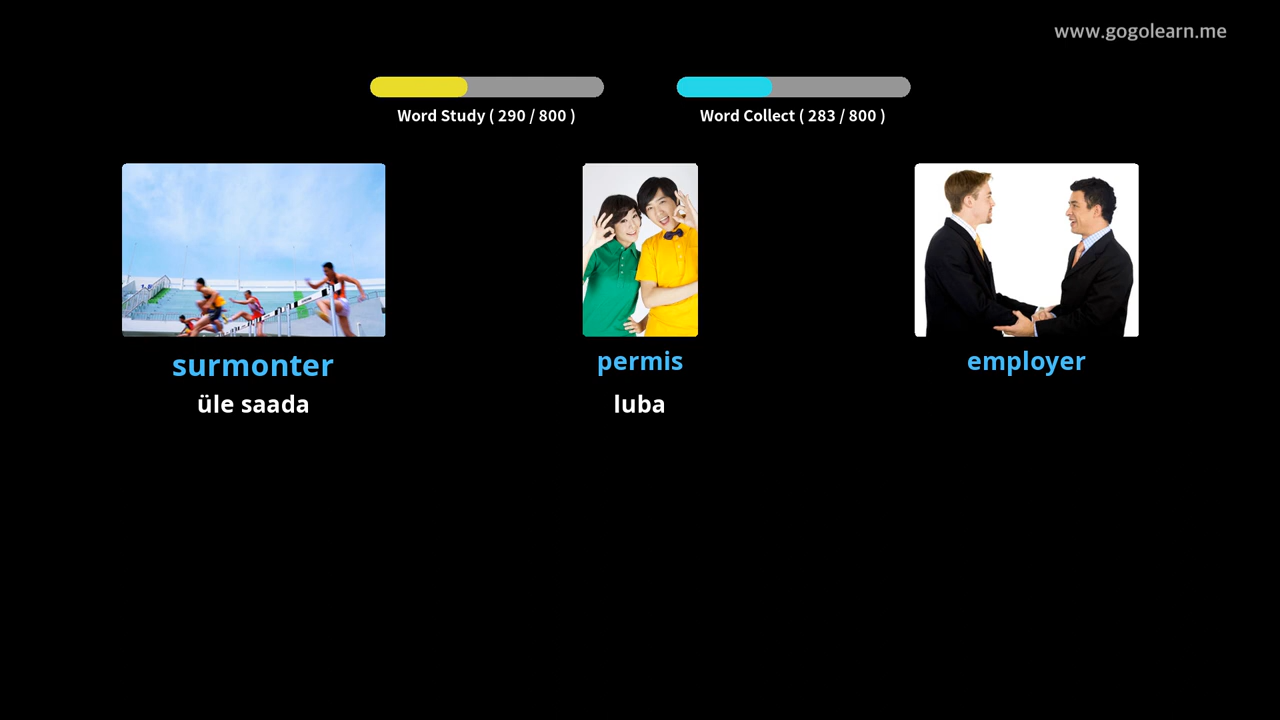 www.gogolearn.me
Word Study ( 290 / 800 )
Word Collect ( 283 / 800 )
surmonter
permis
employer
üle saada
luba